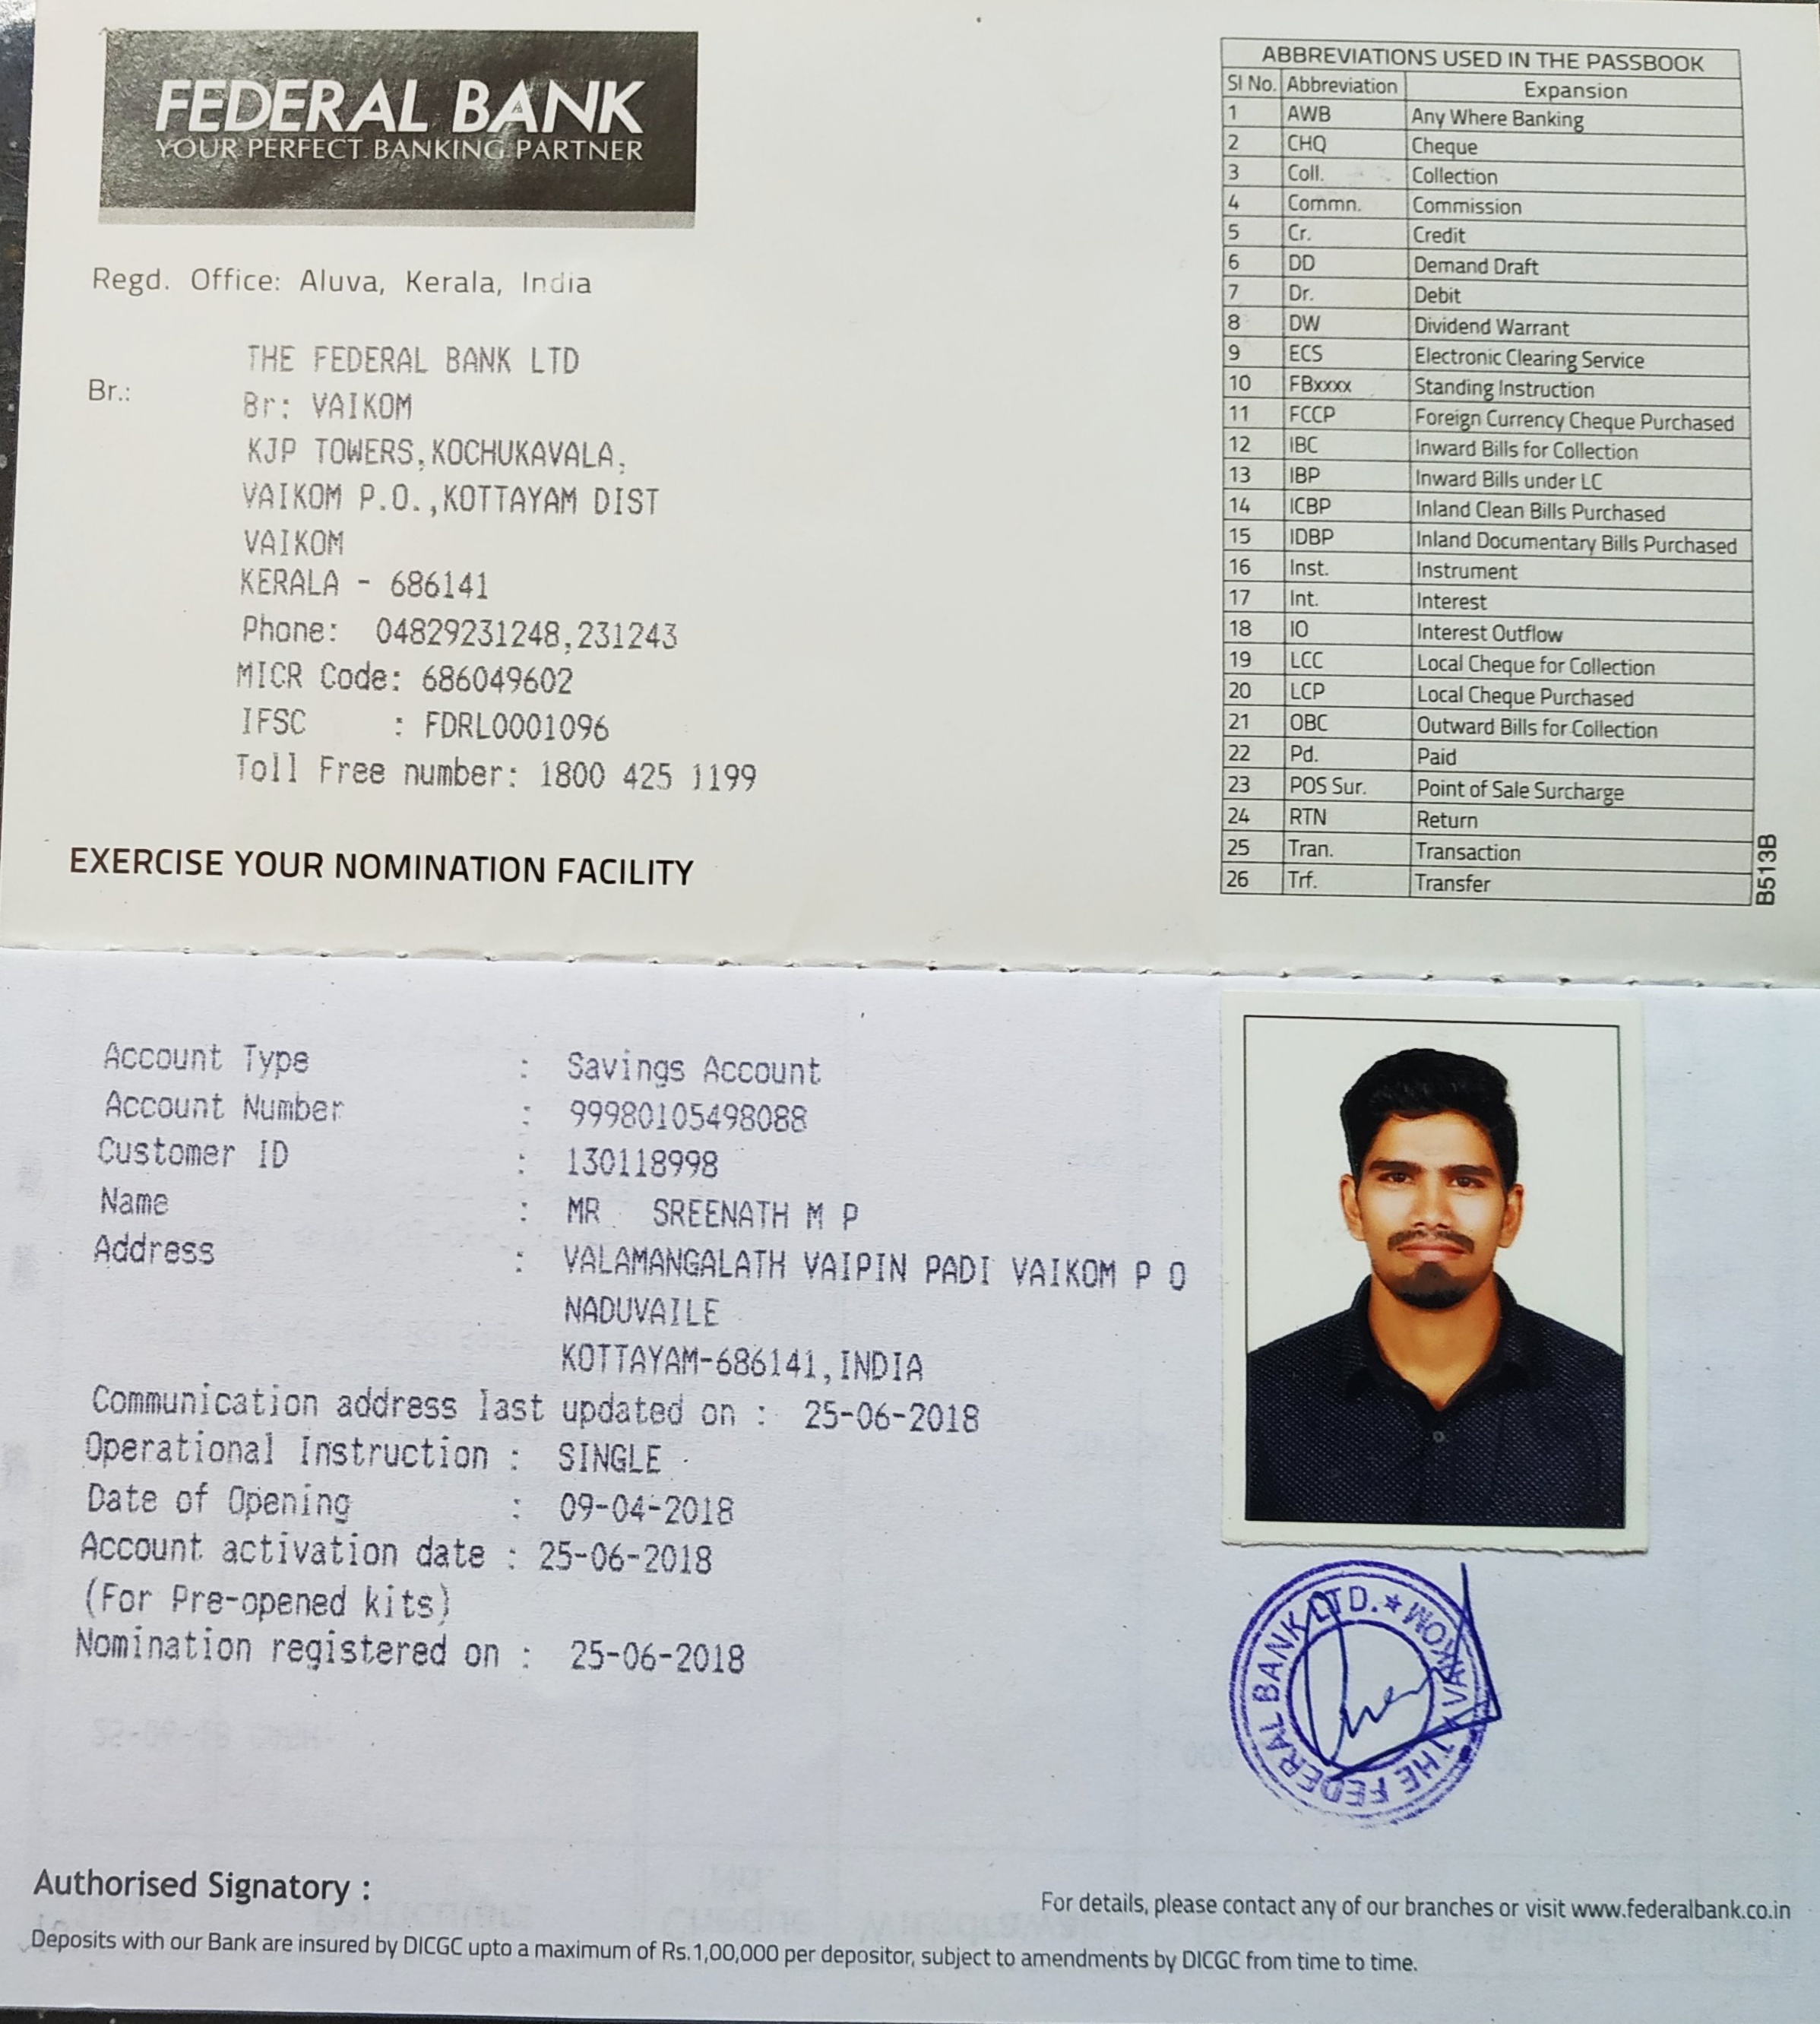 FEDERAL BANK
YOUR PERFECT BANKING PARTNER
Regd. Office: Aluva, Kerala, India
THE FEDERAL BANK LTD
Br.:
Br: VAIKOM
KJP TOWERS,KOCHUKAVALA,
VAIKOM P.O.,KOTTAYAM DIST
VAIKOM
KERALA - 686141
Phone: 04829231248,231243
MICR Code: 686049602
IFSC : FDRL0001096
Toll Free number: 1800 425 1199
EXERCISE YOUR NOMINATION FACILITY
ABBREVIATIONS USED IN THE PASSBOOK
Sl No. Abbreviation Expansion
1 AWB Any Where Banking
2 CHQ Cheque
3 Coll. Collection
4 Commn. Commission
5 Cr. Credit
6 DD Demand Draft
7 Dr. Debit
8 DW Dividend Warrant
9 ECS Electronic Clearing Service
10 FBxxxx Standing Instruction
11 FCCP Foreign Currency Cheque Purchased
12 IBC Inward Bills for Collection
13 IBP Inward Bills under LC
14 ICBP Inland Clean Bills Purchased
15 IDBP Inland Documentary Bills Purchased
16 Inst. Instrument
17 Int. Interest
18 IO Interest Outflow
19 LCC Local Cheque for Collection
20 LCP Local Cheque Purchased
21 OBC Outward Bills for Collection
22 Pd. Paid
23 POS Sur. Point of Sale Surcharge
24 RTN Return
25 Tran. Transaction
26 Trf. Transfer
B513B
Account Type : Savings Account
Account Number : 99980105498088
Customer ID : 130118998
Name : MR SREENATH M P
Address : VALAMANGALATH VAIPIN PADI VAIKOM P O
NADUVAILE
KOTTAYAM-686141,INDIA
Communication address last updated on : 25-06-2018
Operational Instruction : SINGLE
Date of Opening : 09-04-2018
Account activation date : 25-06-2018
(For Pre-opened kits)
Nomination registered on : 25-06-2018
THE FEDERAL BANK LTD. ★ VAIKOM ★
Authorised Signatory :
For details, please contact any of our branches or visit www.federalbank.co.in
Deposits with our Bank are insured by DICGC upto a maximum of Rs.1,00,000 per depositor, subject to amendments by DICGC from time to time.